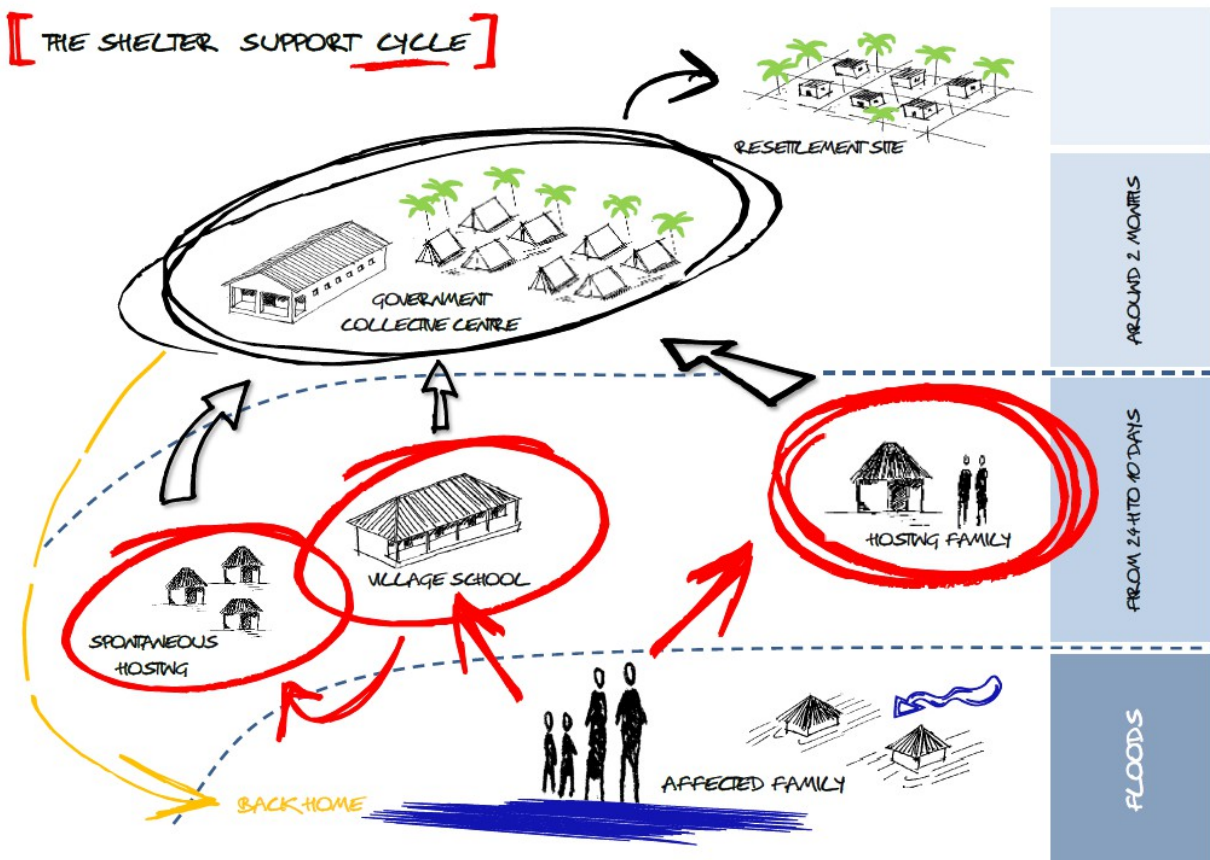 [THE SHELTER SUPPORT CYCLE]
RESETTLEMENT SITE
AROUND 2 MONTHS
GOVERNMENT
COLLECTIVE CENTRE
FROM 24H TO 10 DAYS
HOSTING FAMILY
VILLAGE SCHOOL
SPONTANEOUS
HOSTING
FLOODS
AFFECTED FAMILY
BACK HOME